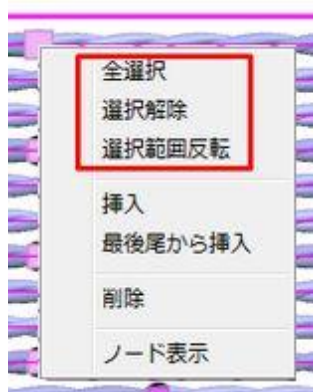 全選択
選択解除
選択範囲反転
挿入
最後尾から挿入
削除
ノード表示